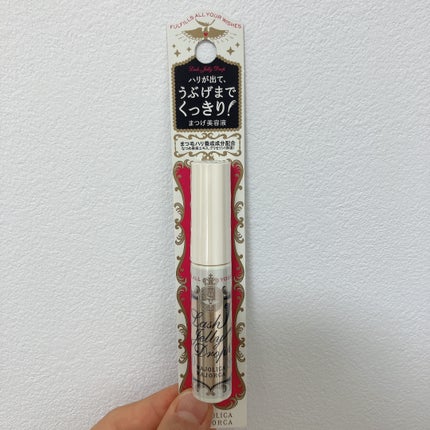 FULFILLS ALL YOUR WISHES
Lash Jelly Drop
ハリが出て、
うぶげまで
くっきり!
まつげ美容液
まつ毛ハリ養成成分配合
Lash
Jelly
Drop
MAJOLICA
MAJORCA